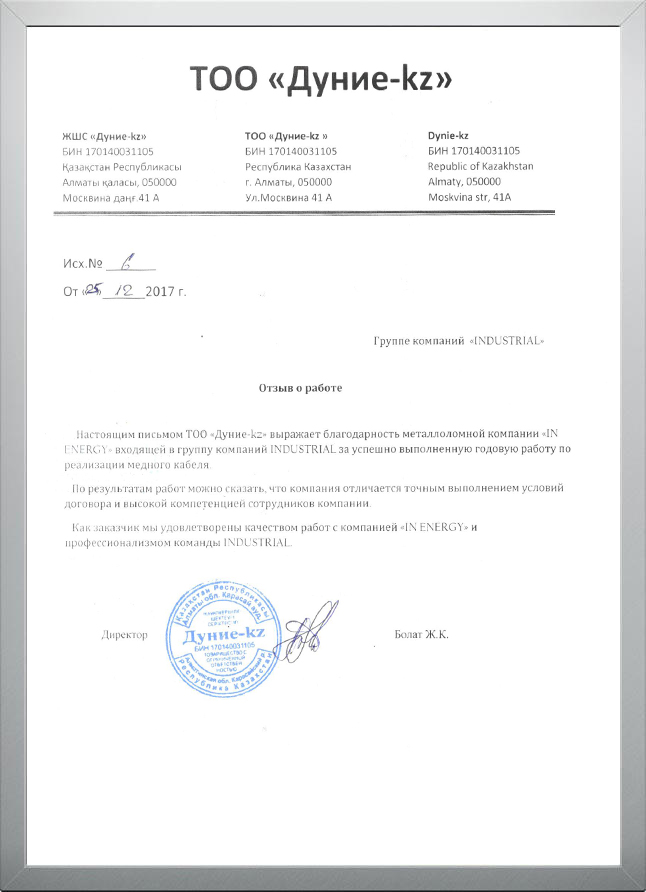 ТОО «Дуние-kz»
ЖШС «Дуние-kz»
БИН 170140031105
Қазақстан Республикасы
Алматы қаласы, 050000
Москвина даңғ.41 А
ТОО «Дуние-kz »
БИН 170140031105
Республика Казахстан
г. Алматы, 050000
Ул.Москвина 41 А
Dynie-kz
БИН 170140031105
Republic of Kazakhstan
Almaty, 050000
Moskvina str, 41A
Исх.№ 6
От «25» 12 2017 г.
Группе компаний «INDUSTRIAL»
Отзыв о работе
Настоящим письмом ТОО «Дуние-kz» выражает благодарность металлоломной компании «IN
ENERGY» входящей в группу компаний INDUSTRIAL за успешно выполненную годовую работу по
реализации медного кабеля.
По результатам работ можно сказать, что компания отличается точным выполнением условий
договора и высокой компетенцией сотрудников компании.
Как заказчик мы удовлетворены качеством работ с компанией «IN ENERGY» и
профессионализмом команды INDUSTRIAL.
Директор
Қазақстан Республикасы
Алматы обл. Қарасай ауд.
Дуние-kz
БИН 170140031105
ТОВАРИЩЕСТВО С
ОГРАНИЧЕННОЙ
ОТВЕТСТВЕН
НОСТЬЮ
Алматинская обл. Карасайский р.
Республика Казахстан
Болат Ж.К.